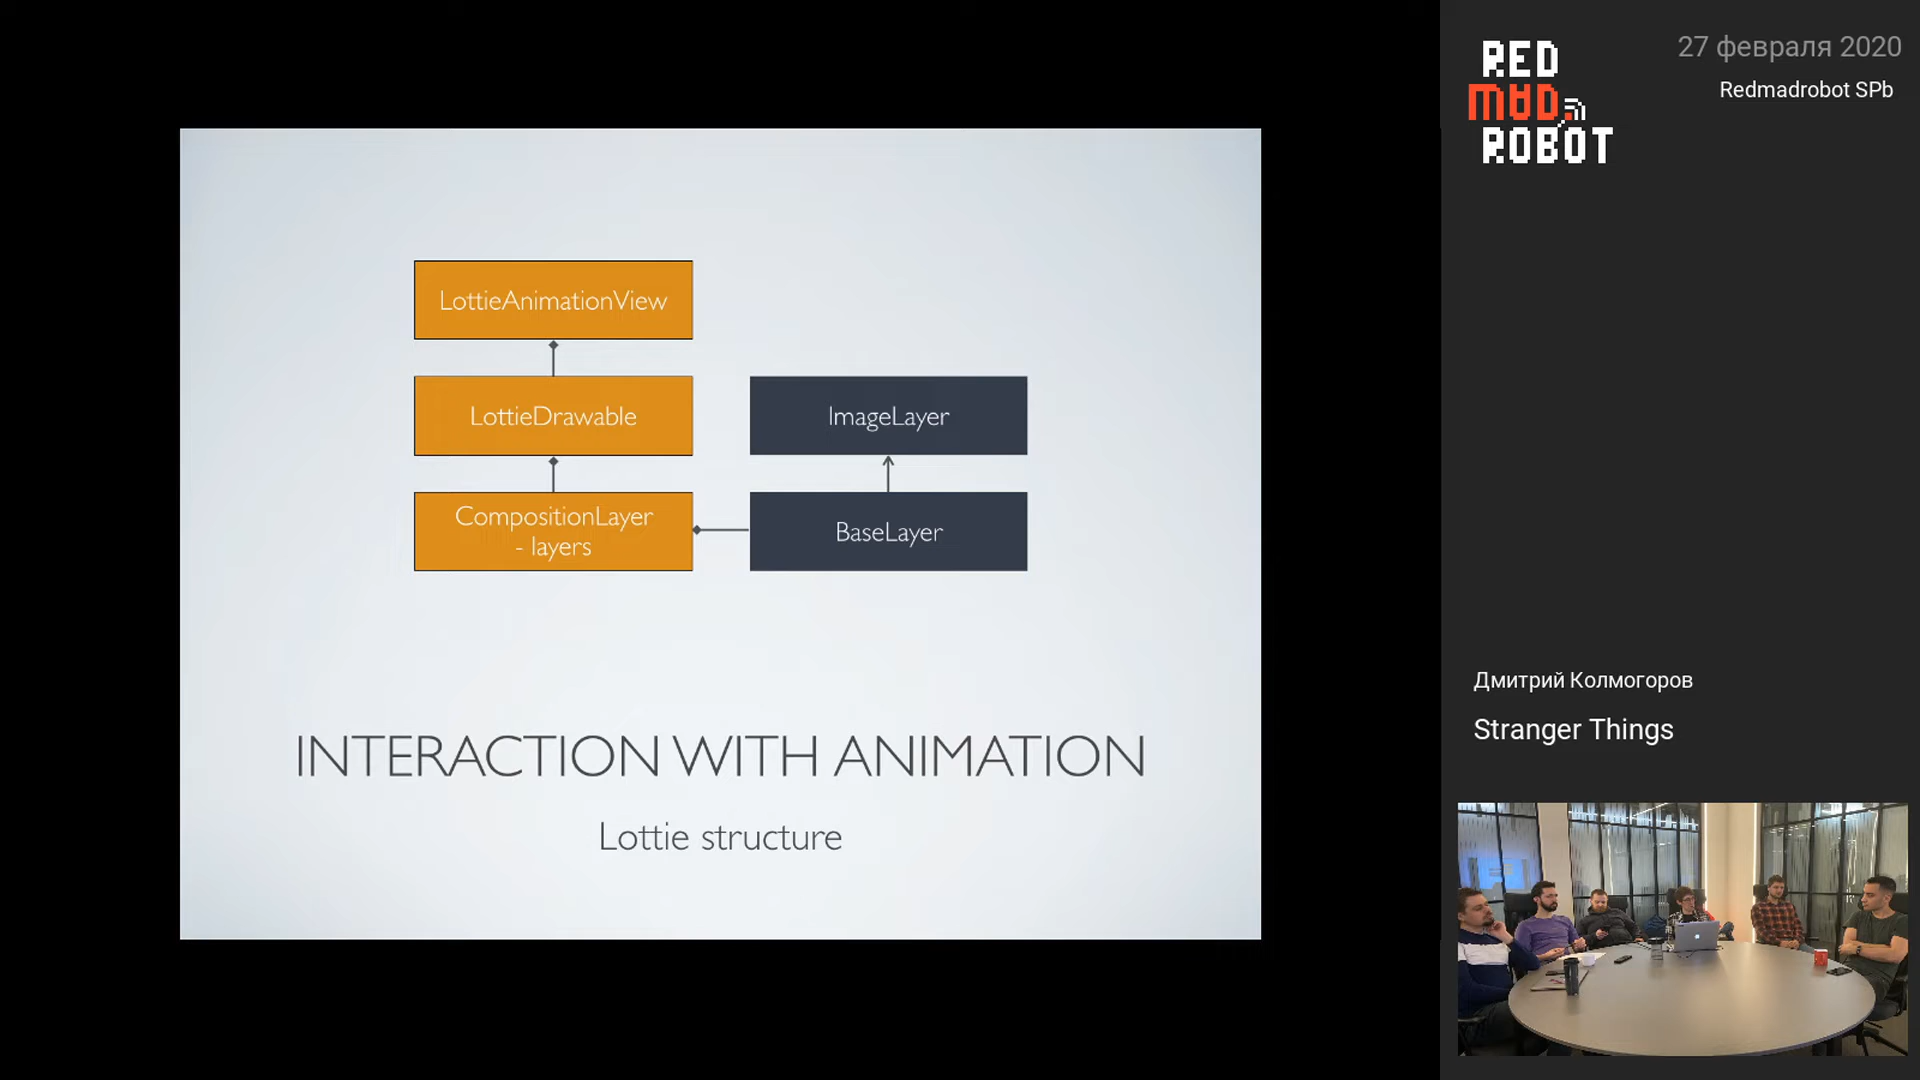 LottieAnimationView
LottieDrawable
ImageLayer
CompositionLayer
- layers
BaseLayer
INTERACTION WITH ANIMATION
Lottie structure
RED
MAD
ROBOT
27 февраля 2020
Redmadrobot SPb
Дмитрий Колмогоров
Stranger Things